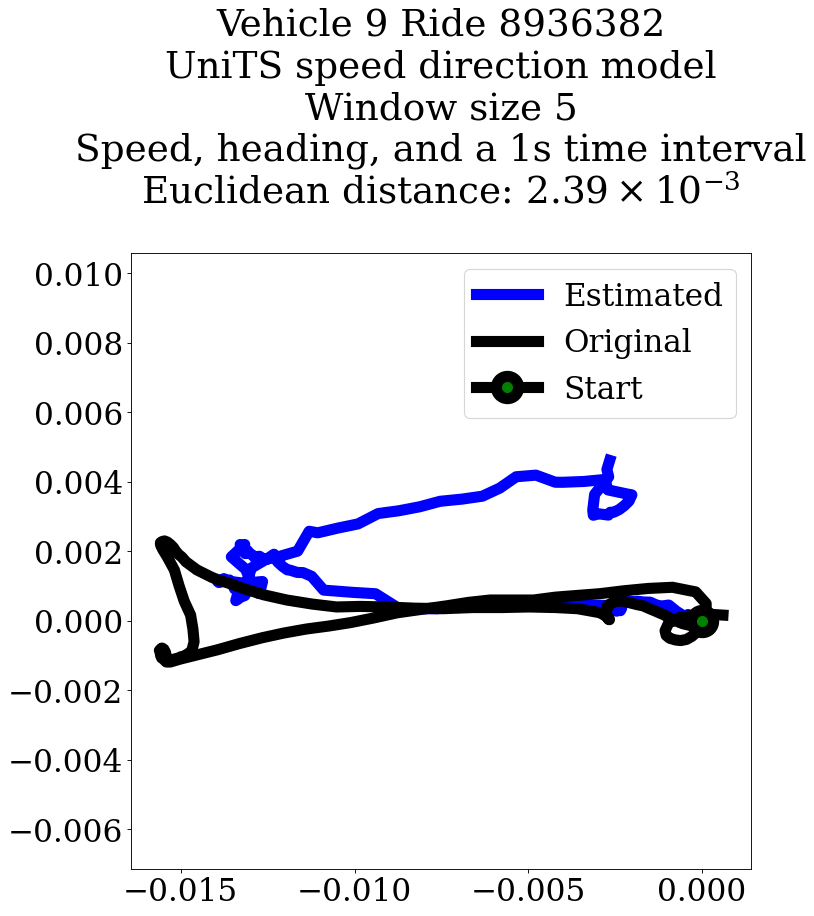 Vehicle 9 Ride 8936382
UniTS speed direction model
Window size 5
Speed, heading, and a 1s time interval
Euclidean distance: 2.39 × 10⁻³
Estimated
Original
Start
0.010
0.008
0.006
0.004
0.002
0.000
−0.002
−0.004
−0.006
−0.015 −0.010 −0.005 0.000